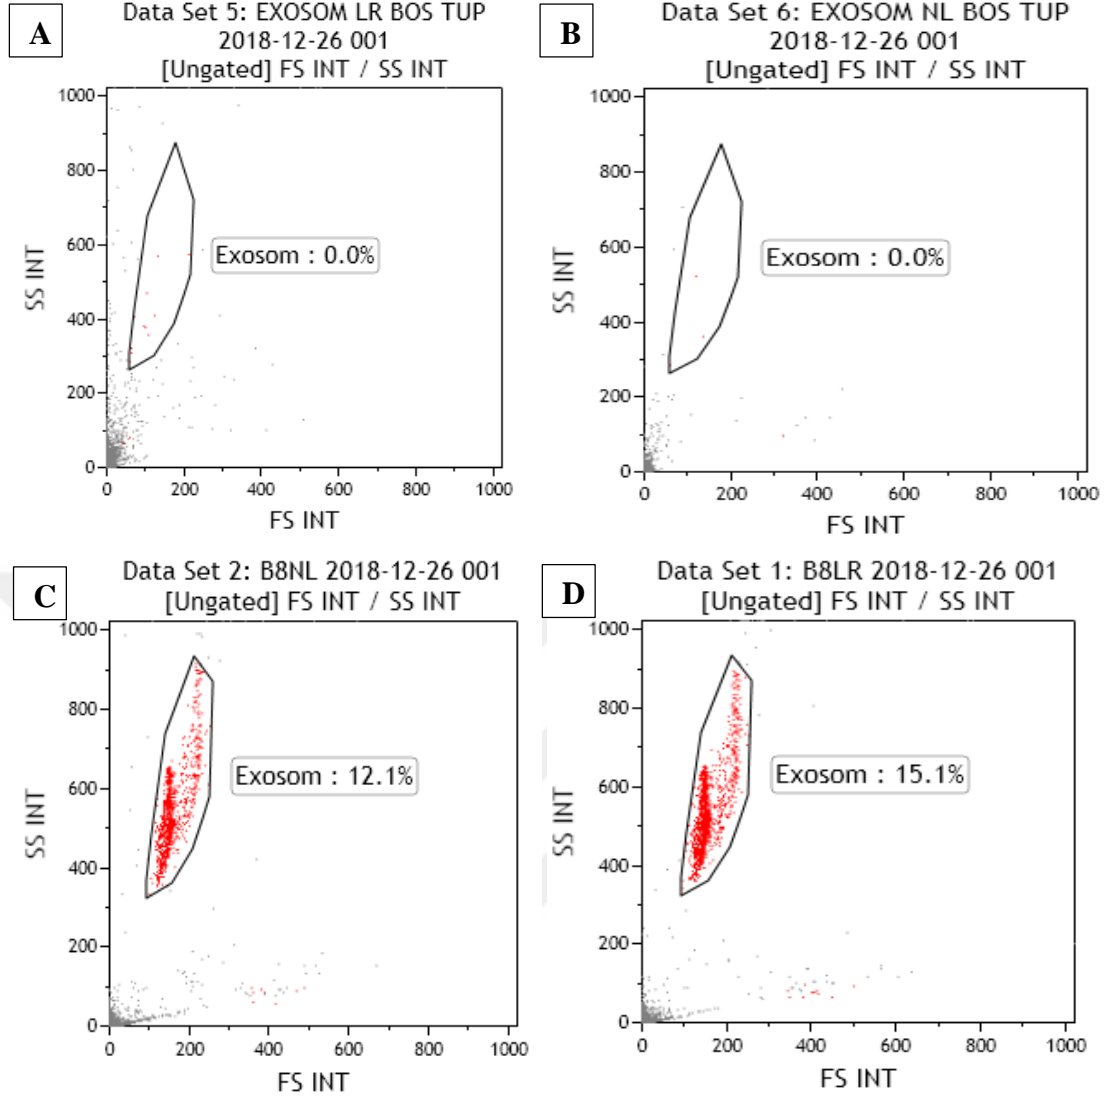 A
Data Set 5: EXOSOM LR BOS TUP
2018-12-26 001
[Ungated] FS INT / SS INT
1000
800
600
400
200
0
SS INT
Exosom : 0.0%
0 200 400 600 800 1000
FS INT
B
Data Set 6: EXOSOM NL BOS TUP
2018-12-26 001
[Ungated] FS INT / SS INT
1000
800
600
400
200
0
SS INT
Exosom : 0.0%
0 200 400 600 800 1000
FS INT
C
Data Set 2: B8NL 2018-12-26 001
[Ungated] FS INT / SS INT
1000
800
600
400
200
0
SS INT
Exosom : 12.1%
0 200 400 600 800 1000
FS INT
D
Data Set 1: B8LR 2018-12-26 001
[Ungated] FS INT / SS INT
1000
800
600
400
200
0
SS INT
Exosom : 15.1%
0 200 400 600 800 1000
FS INT